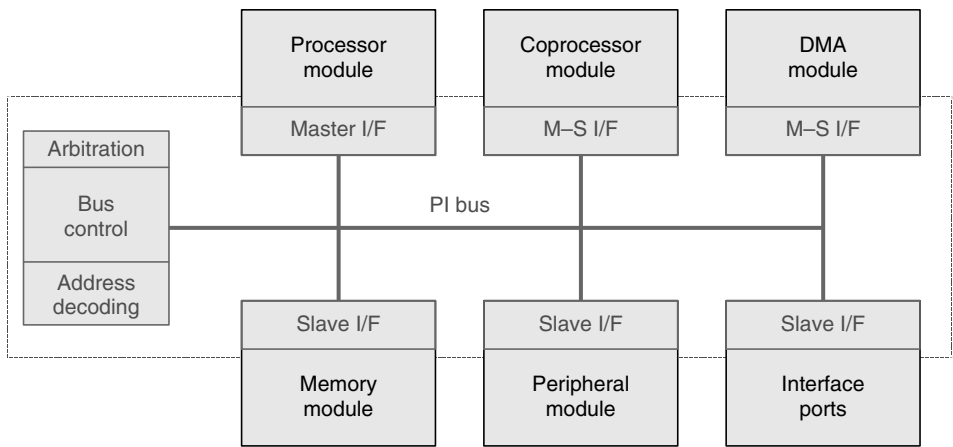 Processor
module
Coprocessor
module
DMA
module
Master I/F
M–S I/F
M–S I/F
Arbitration
Bus
control
Address
decoding
PI bus
Slave I/F
Slave I/F
Slave I/F
Memory
module
Peripheral
module
Interface
ports